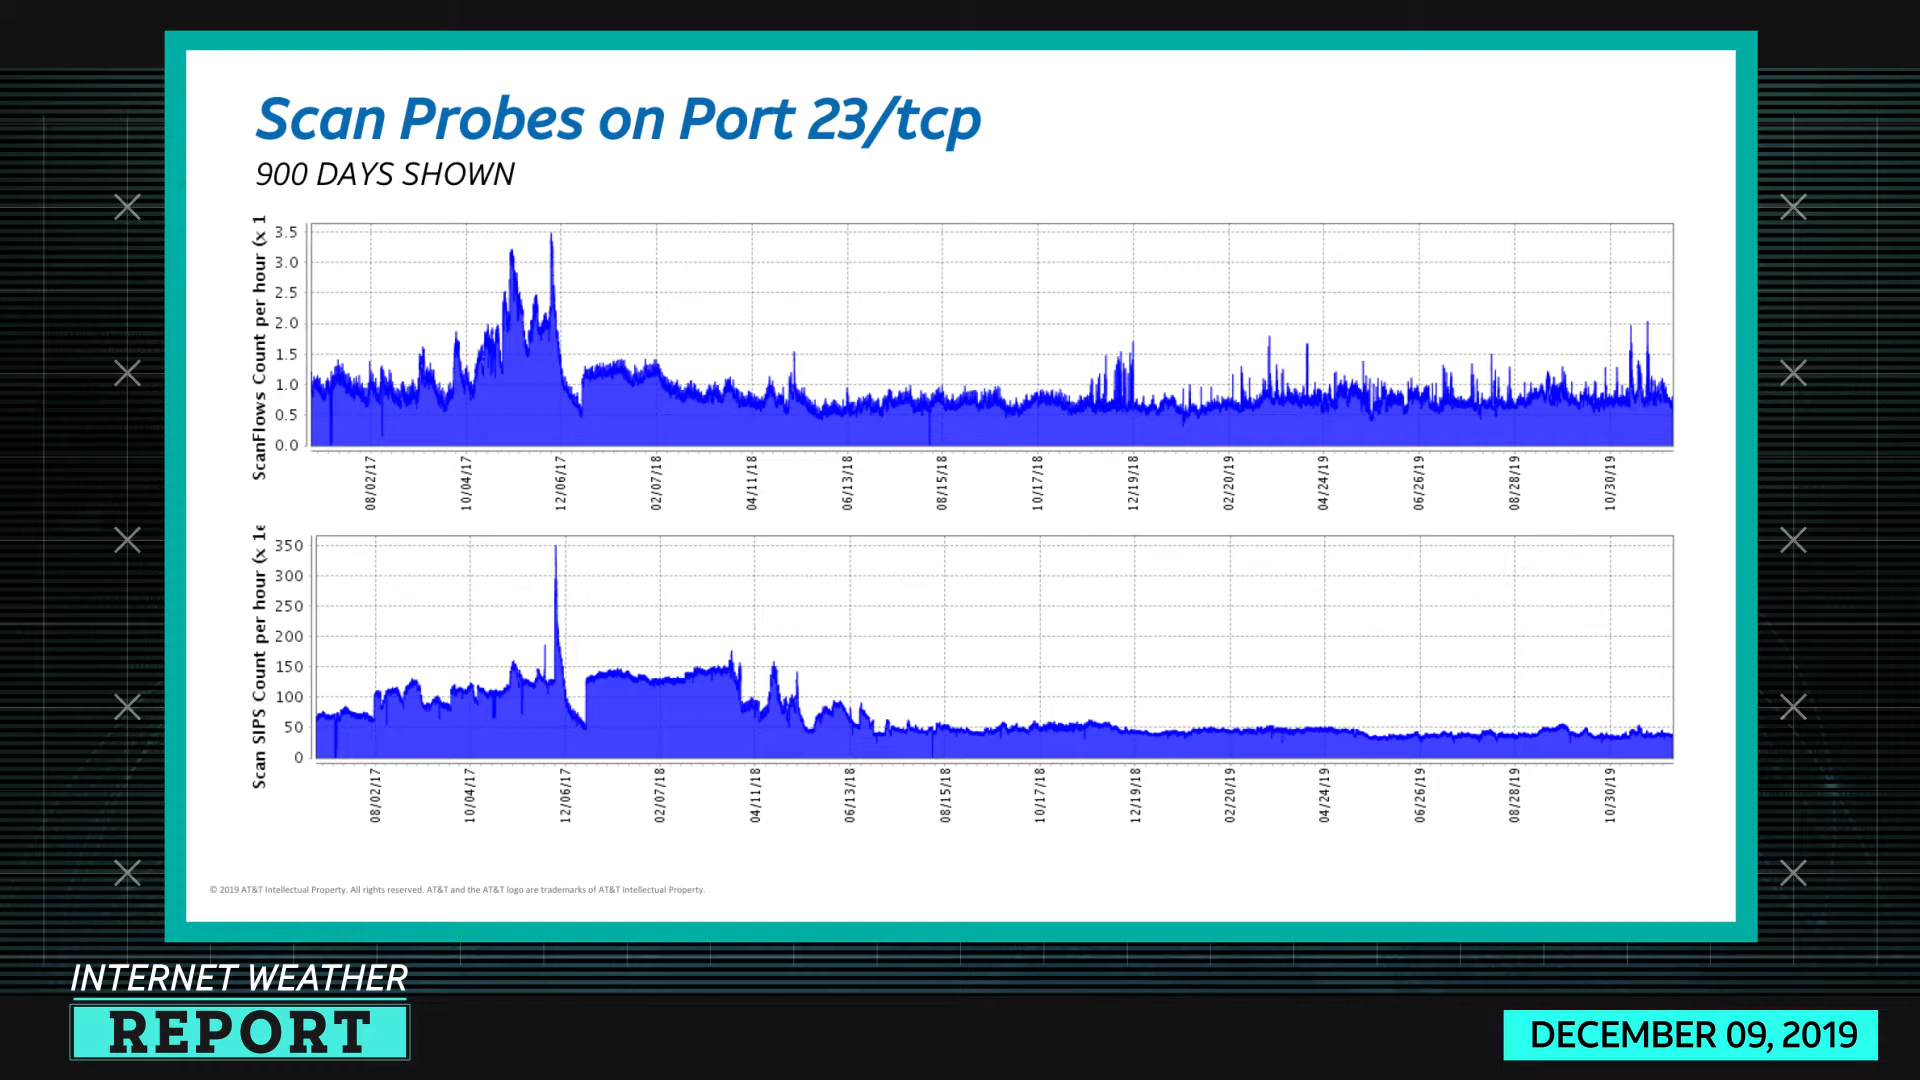 Scan Probes on Port 23/tcp
900 DAYS SHOWN
ScanFlows Count per hour (x 1
3.5
3.0
2.5
2.0
1.5
1.0
0.5
0.0
08/02/17 10/04/17 12/06/17 02/07/18 04/11/18 06/13/18 08/15/18 10/17/18 12/19/18 02/20/19 04/24/19 06/26/19 08/28/19 10/30/19
Scan SIPS Count per hour (x 1e
350
300
250
200
150
100
50
0
08/02/17 10/04/17 12/06/17 02/07/18 04/11/18 06/13/18 08/15/18 10/17/18 12/19/18 02/20/19 04/24/19 06/26/19 08/28/19 10/30/19
© 2019 AT&T Intellectual Property. All rights reserved. AT&T and the AT&T logo are trademarks of AT&T Intellectual Property.
INTERNET WEATHER
REPORT
DECEMBER 09, 2019